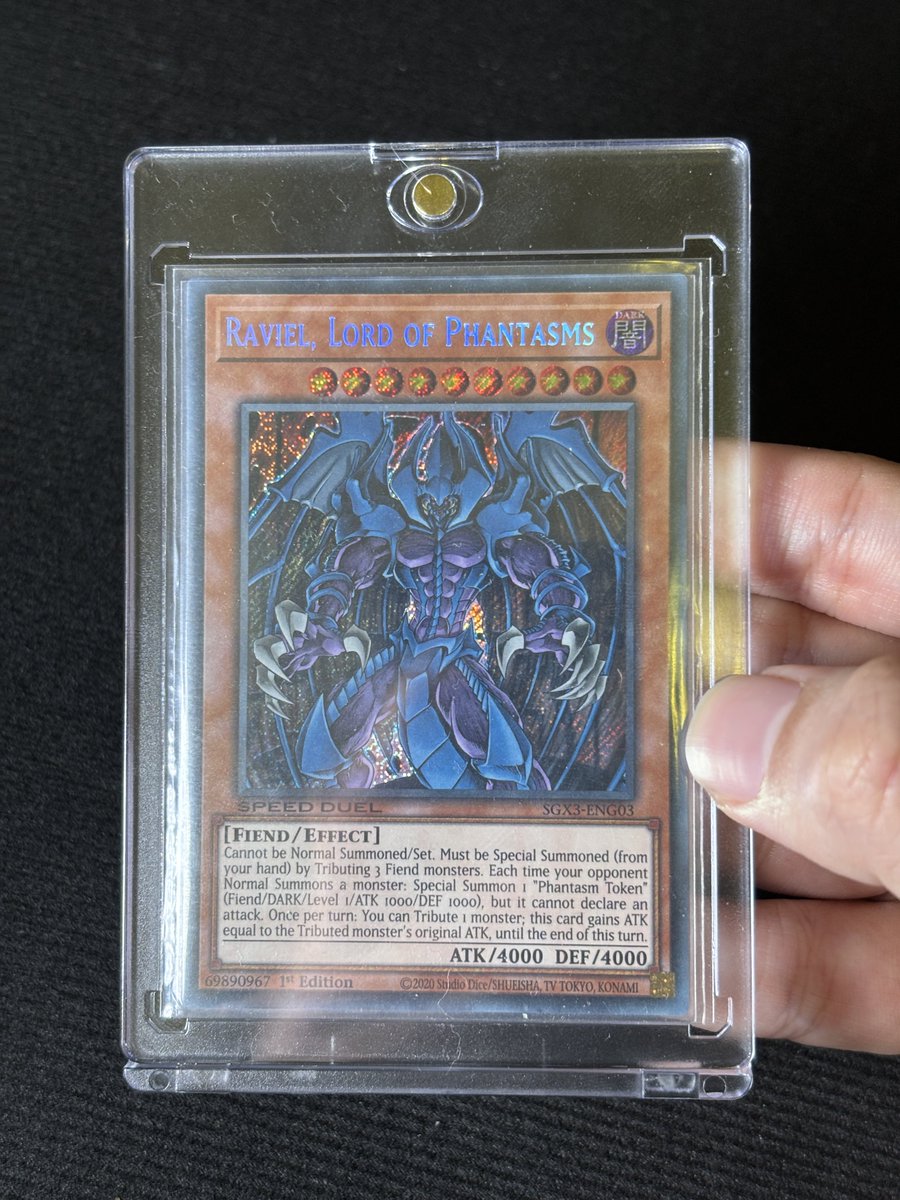 Raviel, Lord of Phantasms
DARK
闇
SPEED DUEL
SGX3-ENG03
[Fiend/Effect]
Cannot be Normal Summoned/Set. Must be Special Summoned (from
your hand) by Tributing 3 Fiend monsters. Each time your opponent
Normal Summons a monster: Special Summon 1 "Phantasm Token"
(Fiend/DARK/Level 1/ATK 1000/DEF 1000), but it cannot declare an
attack. Once per turn: You can Tribute 1 monster; this card gains ATK
equal to the Tributed monster's original ATK, until the end of this turn.
ATK/4000 DEF/4000
69890967 1st Edition ©2020 Studio Dice/SHUEISHA, TV TOKYO, KONAMI